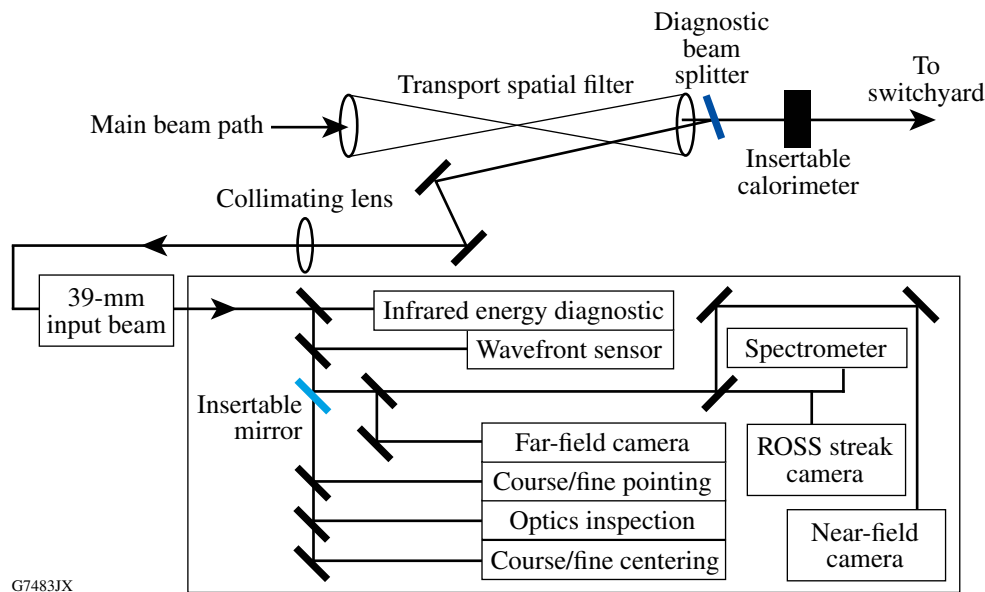 Diagnostic
beam
splitter
Transport spatial filter
To
switchyard
Main beam path
Insertable
calorimeter
Collimating lens
39-mm
input beam
Infrared energy diagnostic
Wavefront sensor
Spectrometer
Insertable
mirror
Far-field camera
ROSS streak
camera
Course/fine pointing
Optics inspection
Near-field
camera
Course/fine centering
G7483JX